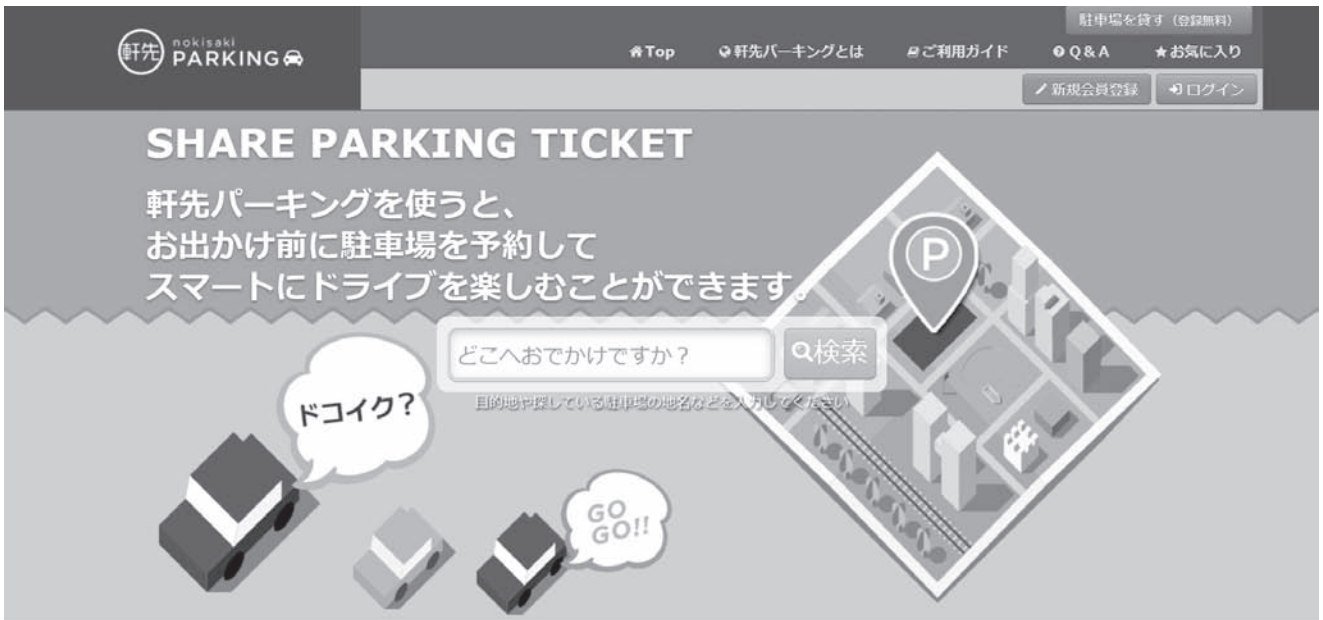 駐車場を貸す（登録無料）
軒先
nokisaki
PARKING
Top
軒先パーキングとは
ご利用ガイド
Q&A
お気に入り
新規会員登録
ログイン
SHARE PARKING TICKET
軒先パーキングを使うと、
お出かけ前に駐車場を予約して
スマートにドライブを楽しむことができます。
どこへおでかけですか？
検索
目的地や探している駐車場の地名などを入力してください
ドコイク？
GO
GO!!
P